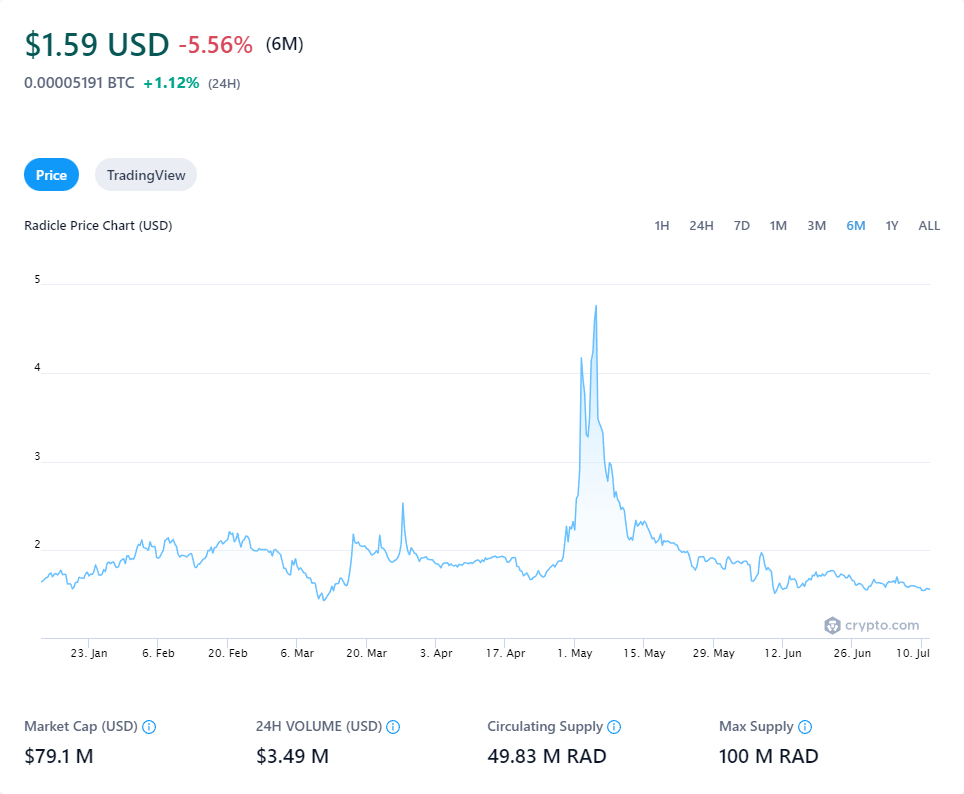 $1.59 USD -5.56% (6M)
0.00005191 BTC +1.12% (24H)
Price TradingView
Radicle Price Chart (USD) 1H 24H 7D 1M 3M 6M 1Y ALL
5
4
3
2
crypto.com
23. Jan 6. Feb 20. Feb 6. Mar 20. Mar 3. Apr 17. Apr 1. May 15. May 29. May 12. Jun 26. Jun 10. Jul
Market Cap (USD) 24H VOLUME (USD) Circulating Supply Max Supply
$79.1 M $3.49 M 49.83 M RAD 100 M RAD